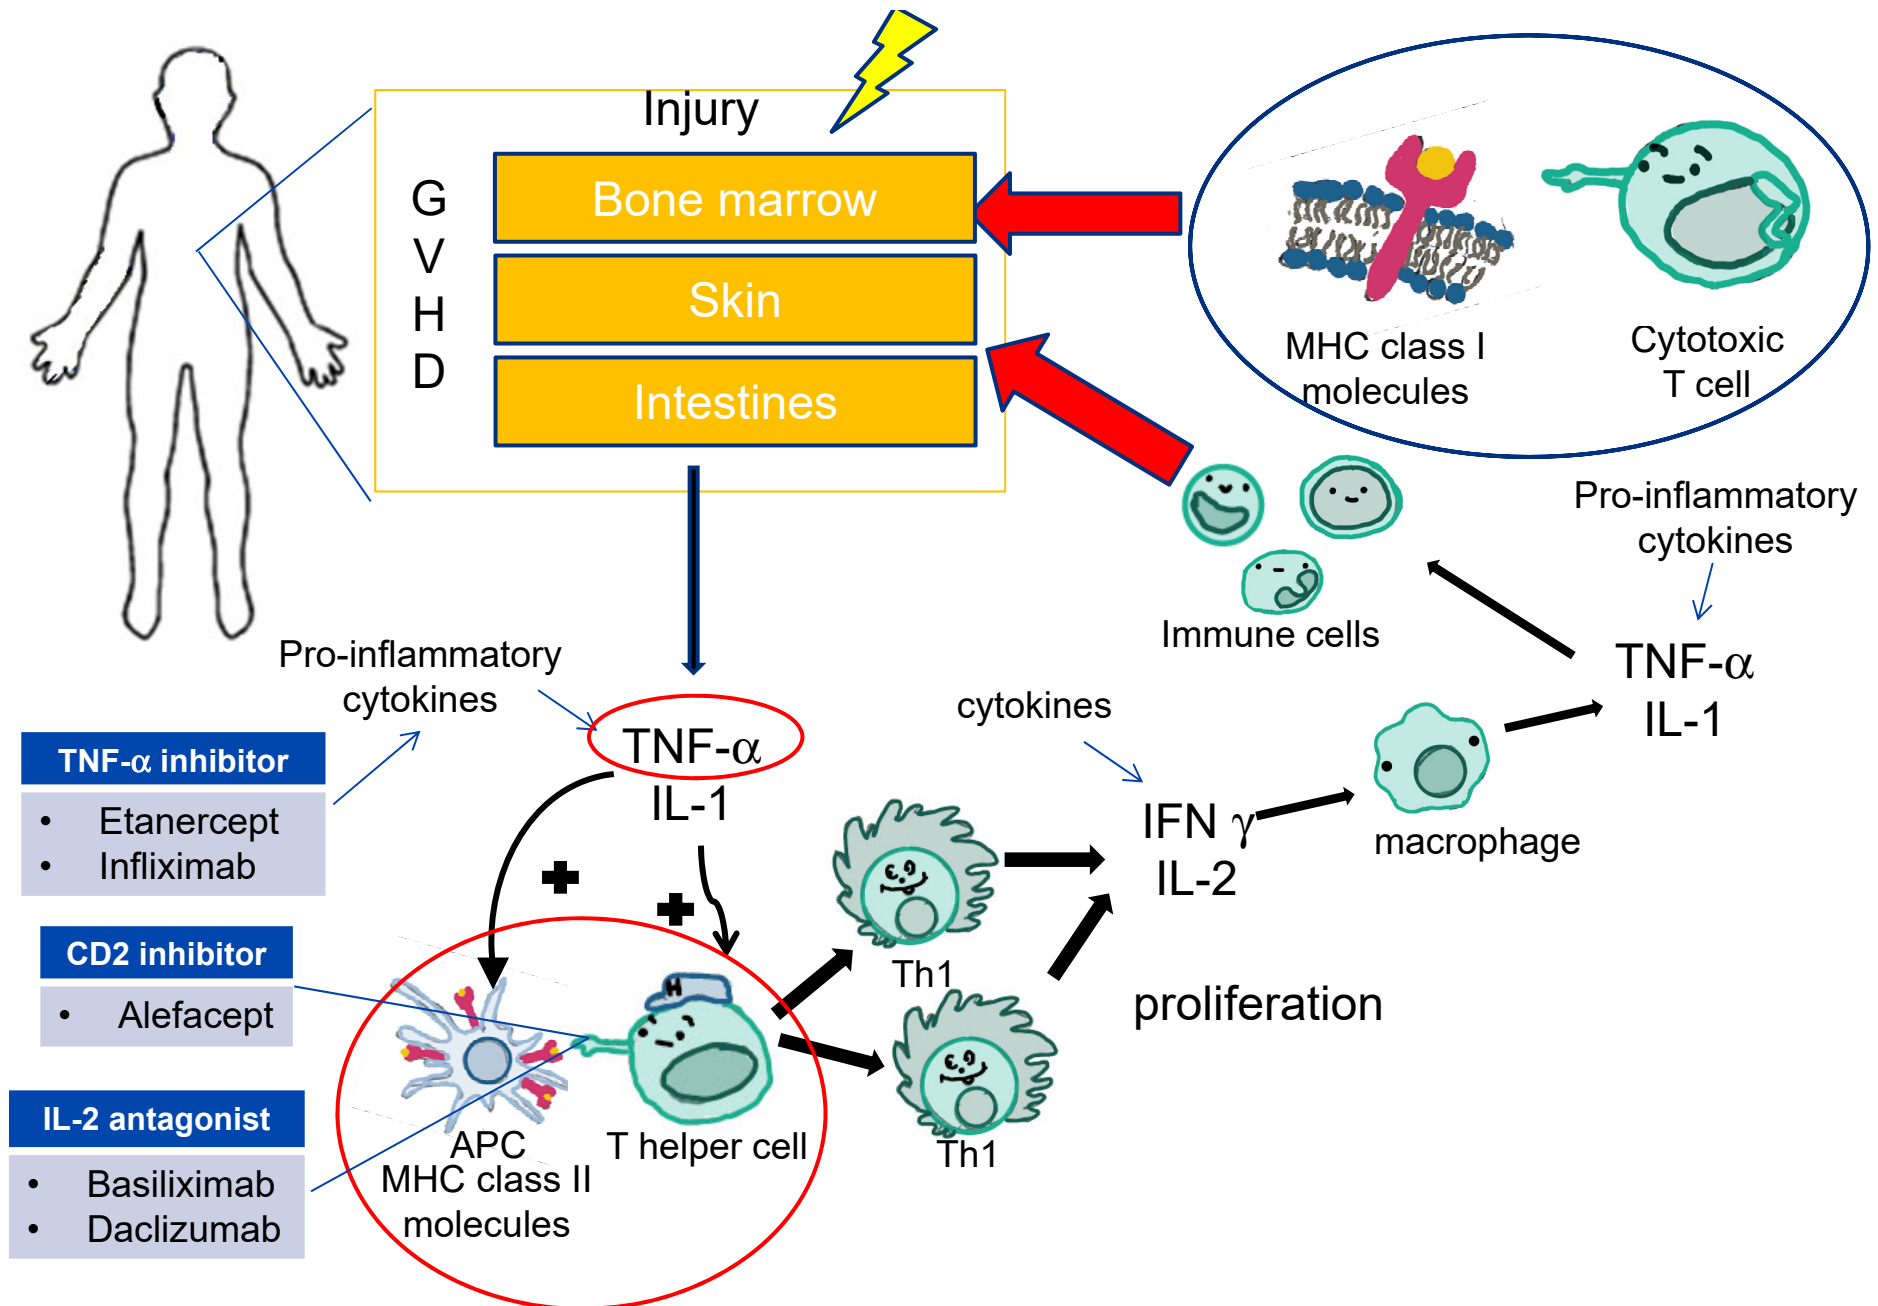 Injury
G
V
H
D
Bone marrow
Skin
Intestines
MHC class I
molecules
Cytotoxic
T cell
Pro-inflammatory
cytokines
Immune cells
TNF-α
IL-1
Pro-inflammatory
cytokines
TNF-α
IL-1
cytokines
IFN γ
IL-2
macrophage
TNF-α inhibitor
• Etanercept
• Infliximab
CD2 inhibitor
• Alefacept
IL-2 antagonist
• Basiliximab
• Daclizumab
H
APC
MHC class II
molecules
T helper cell
Th1
Th1
proliferation